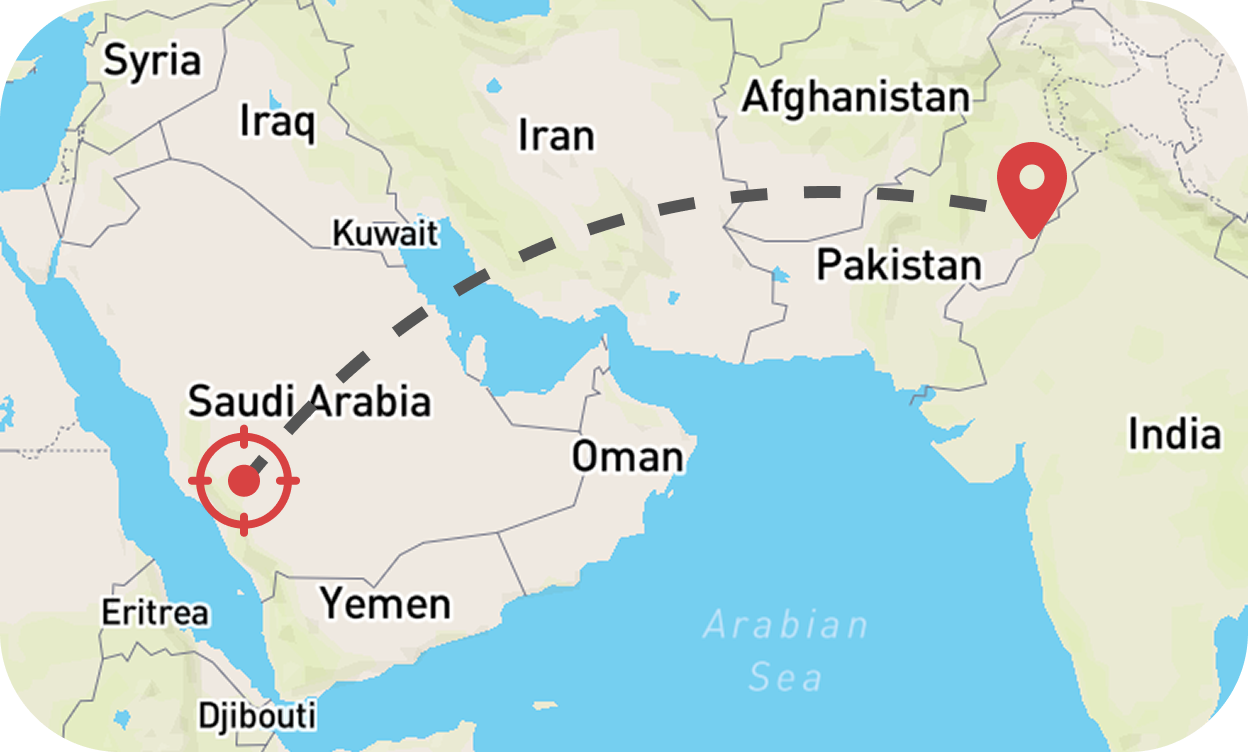 Syria
Iraq
Iran
Afghanistan
Kuwait
Pakistan
Saudi Arabia
Oman
India
Yemen
Eritrea
Arabian
Sea
Djibouti